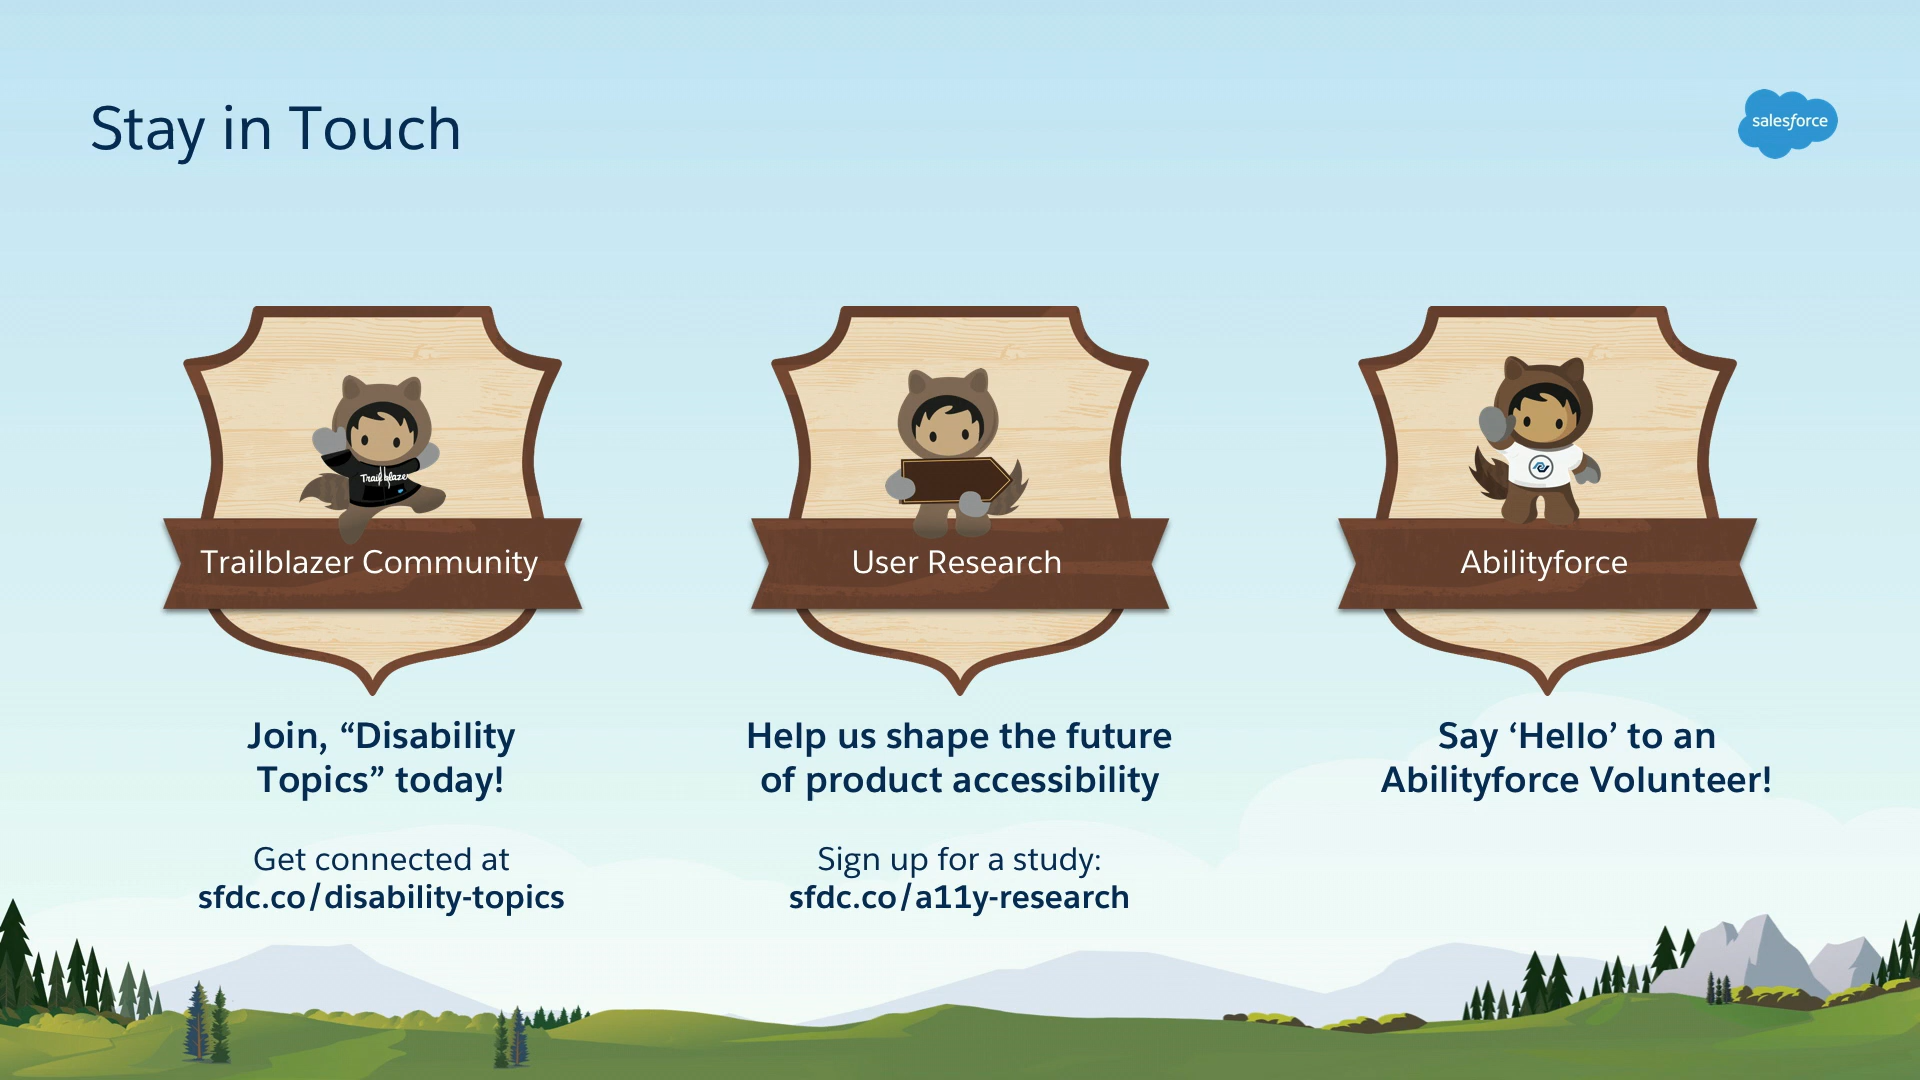 Stay in Touch
salesforce
Trailblazer
Trailblazer Community
Join, “Disability
Topics” today!
Get connected at
sfdc.co/disability-topics
User Research
Help us shape the future
of product accessibility
Sign up for a study:
sfdc.co/a11y-research
Abilityforce
Say ‘Hello’ to an
Abilityforce Volunteer!